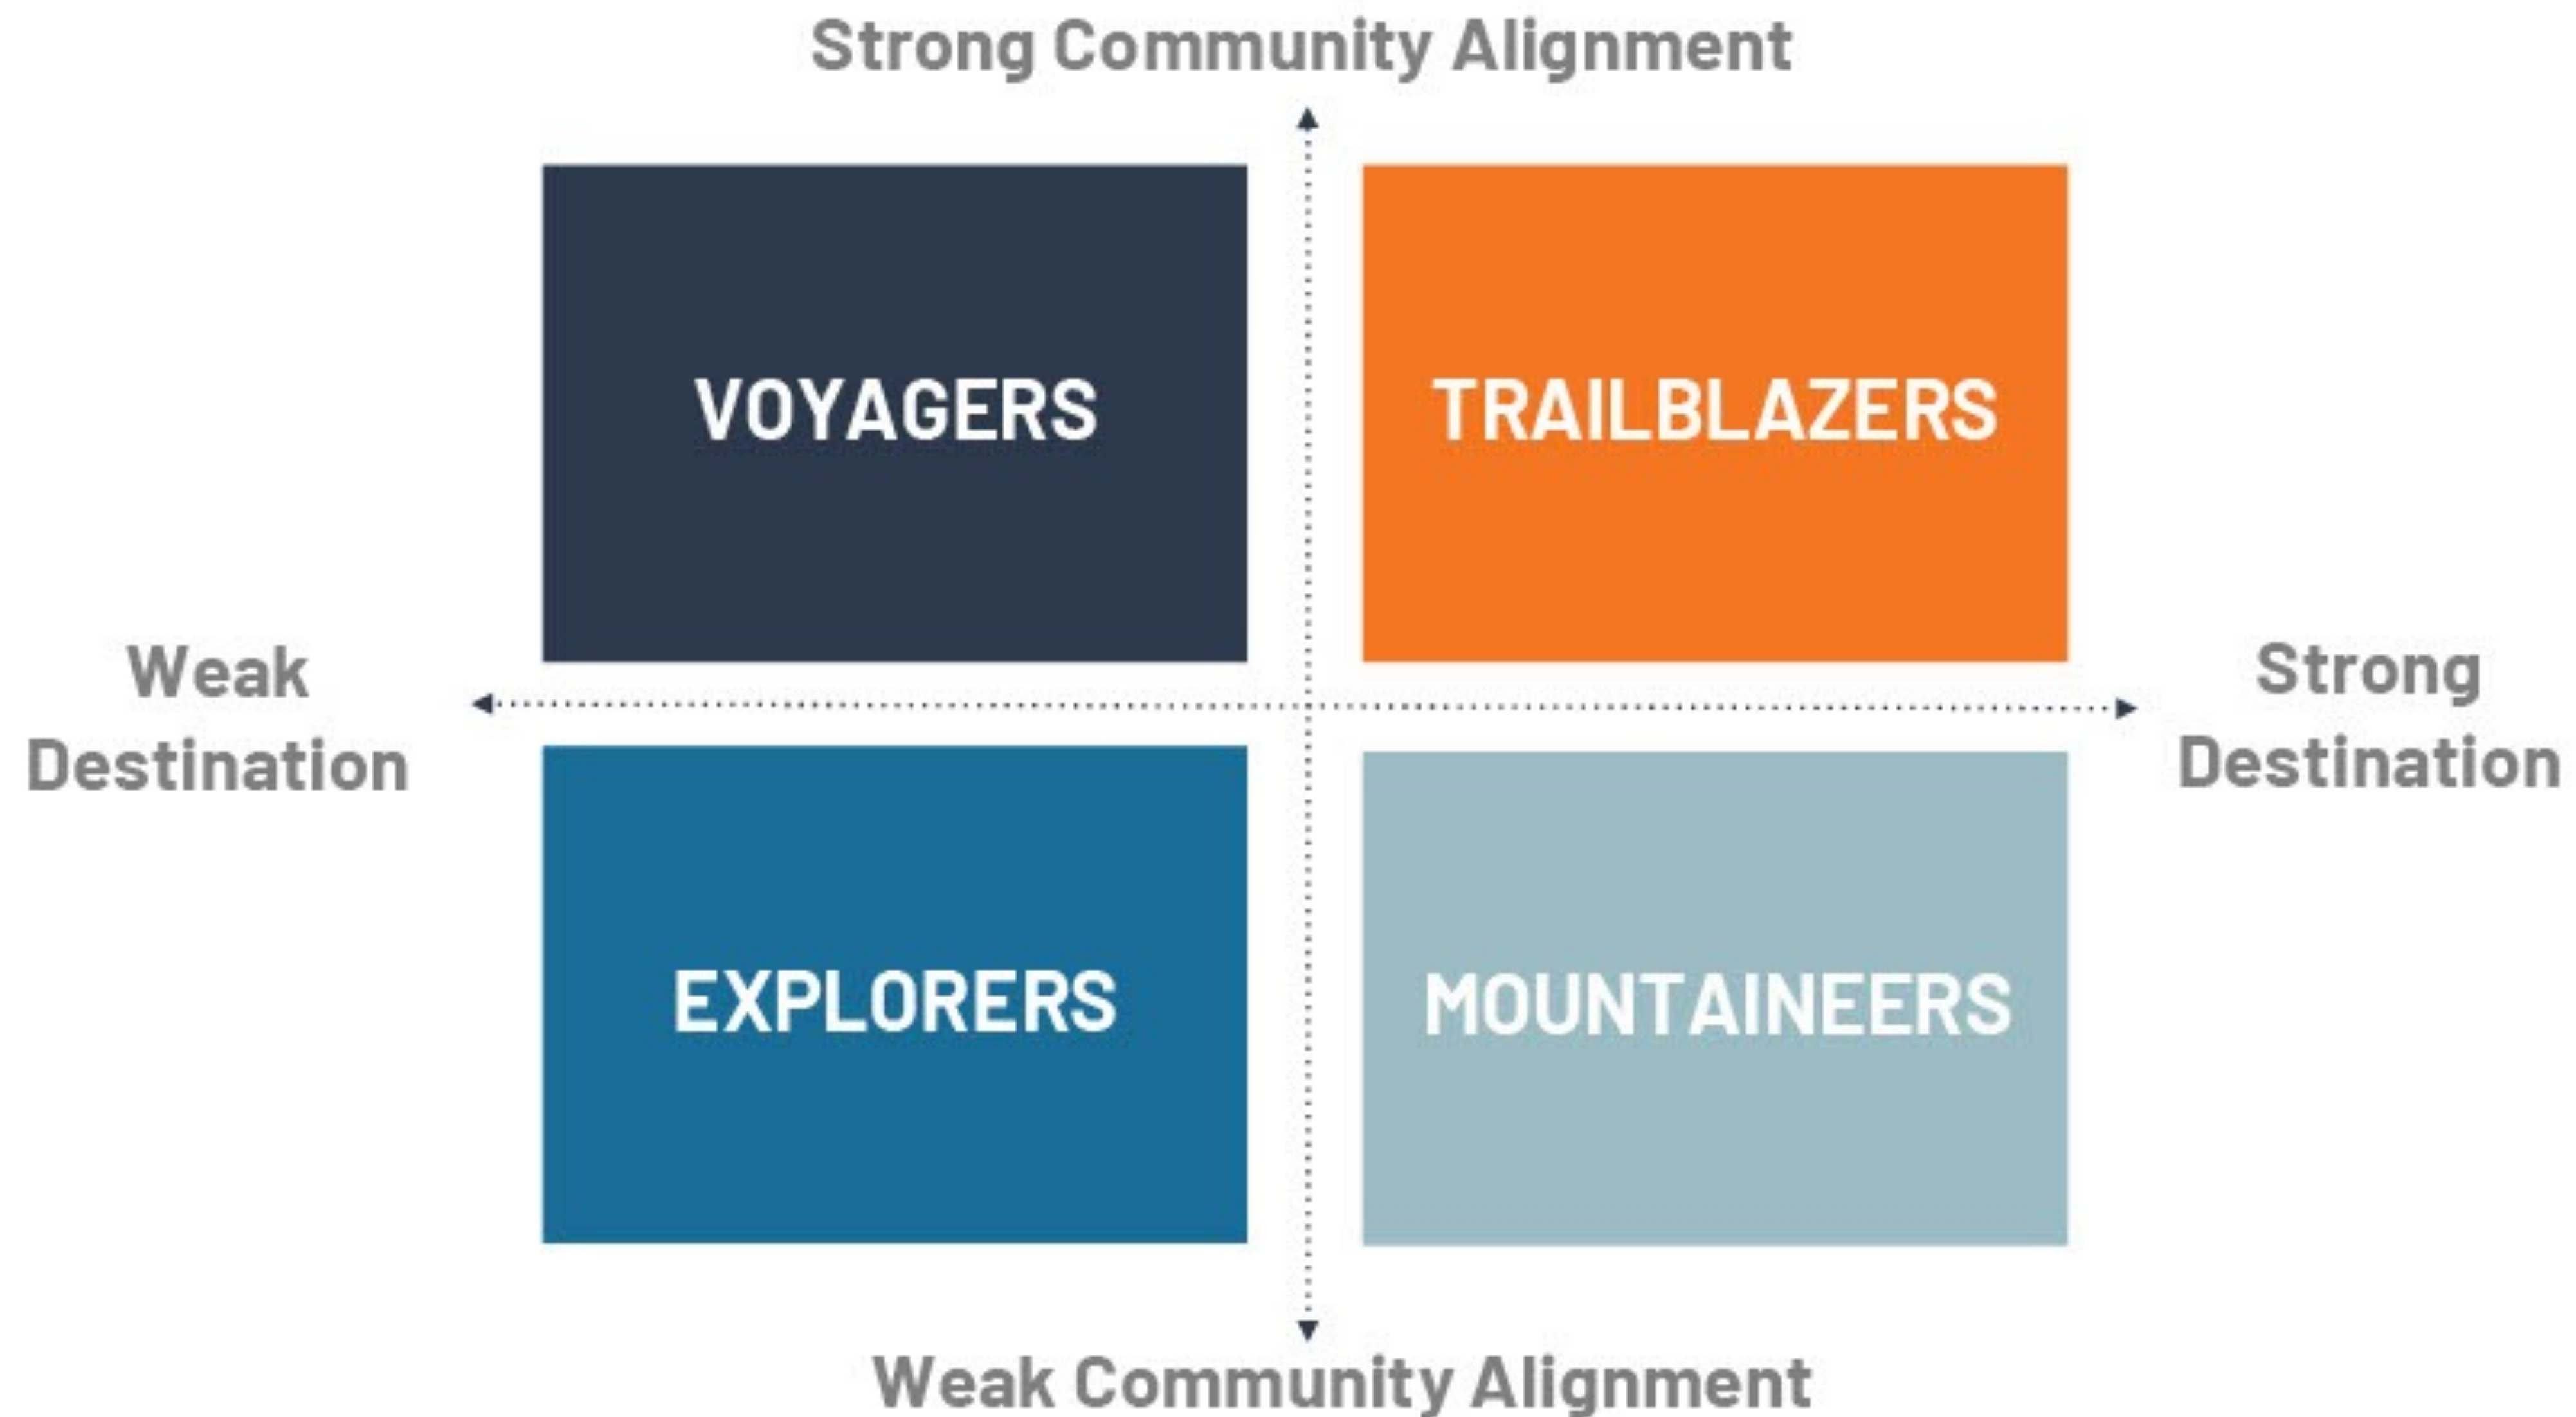 Strong Community Alignment
VOYAGERS
TRAILBLAZERS
Weak
Destination
Strong
Destination
EXPLORERS
MOUNTAINEERS
Weak Community Alignment